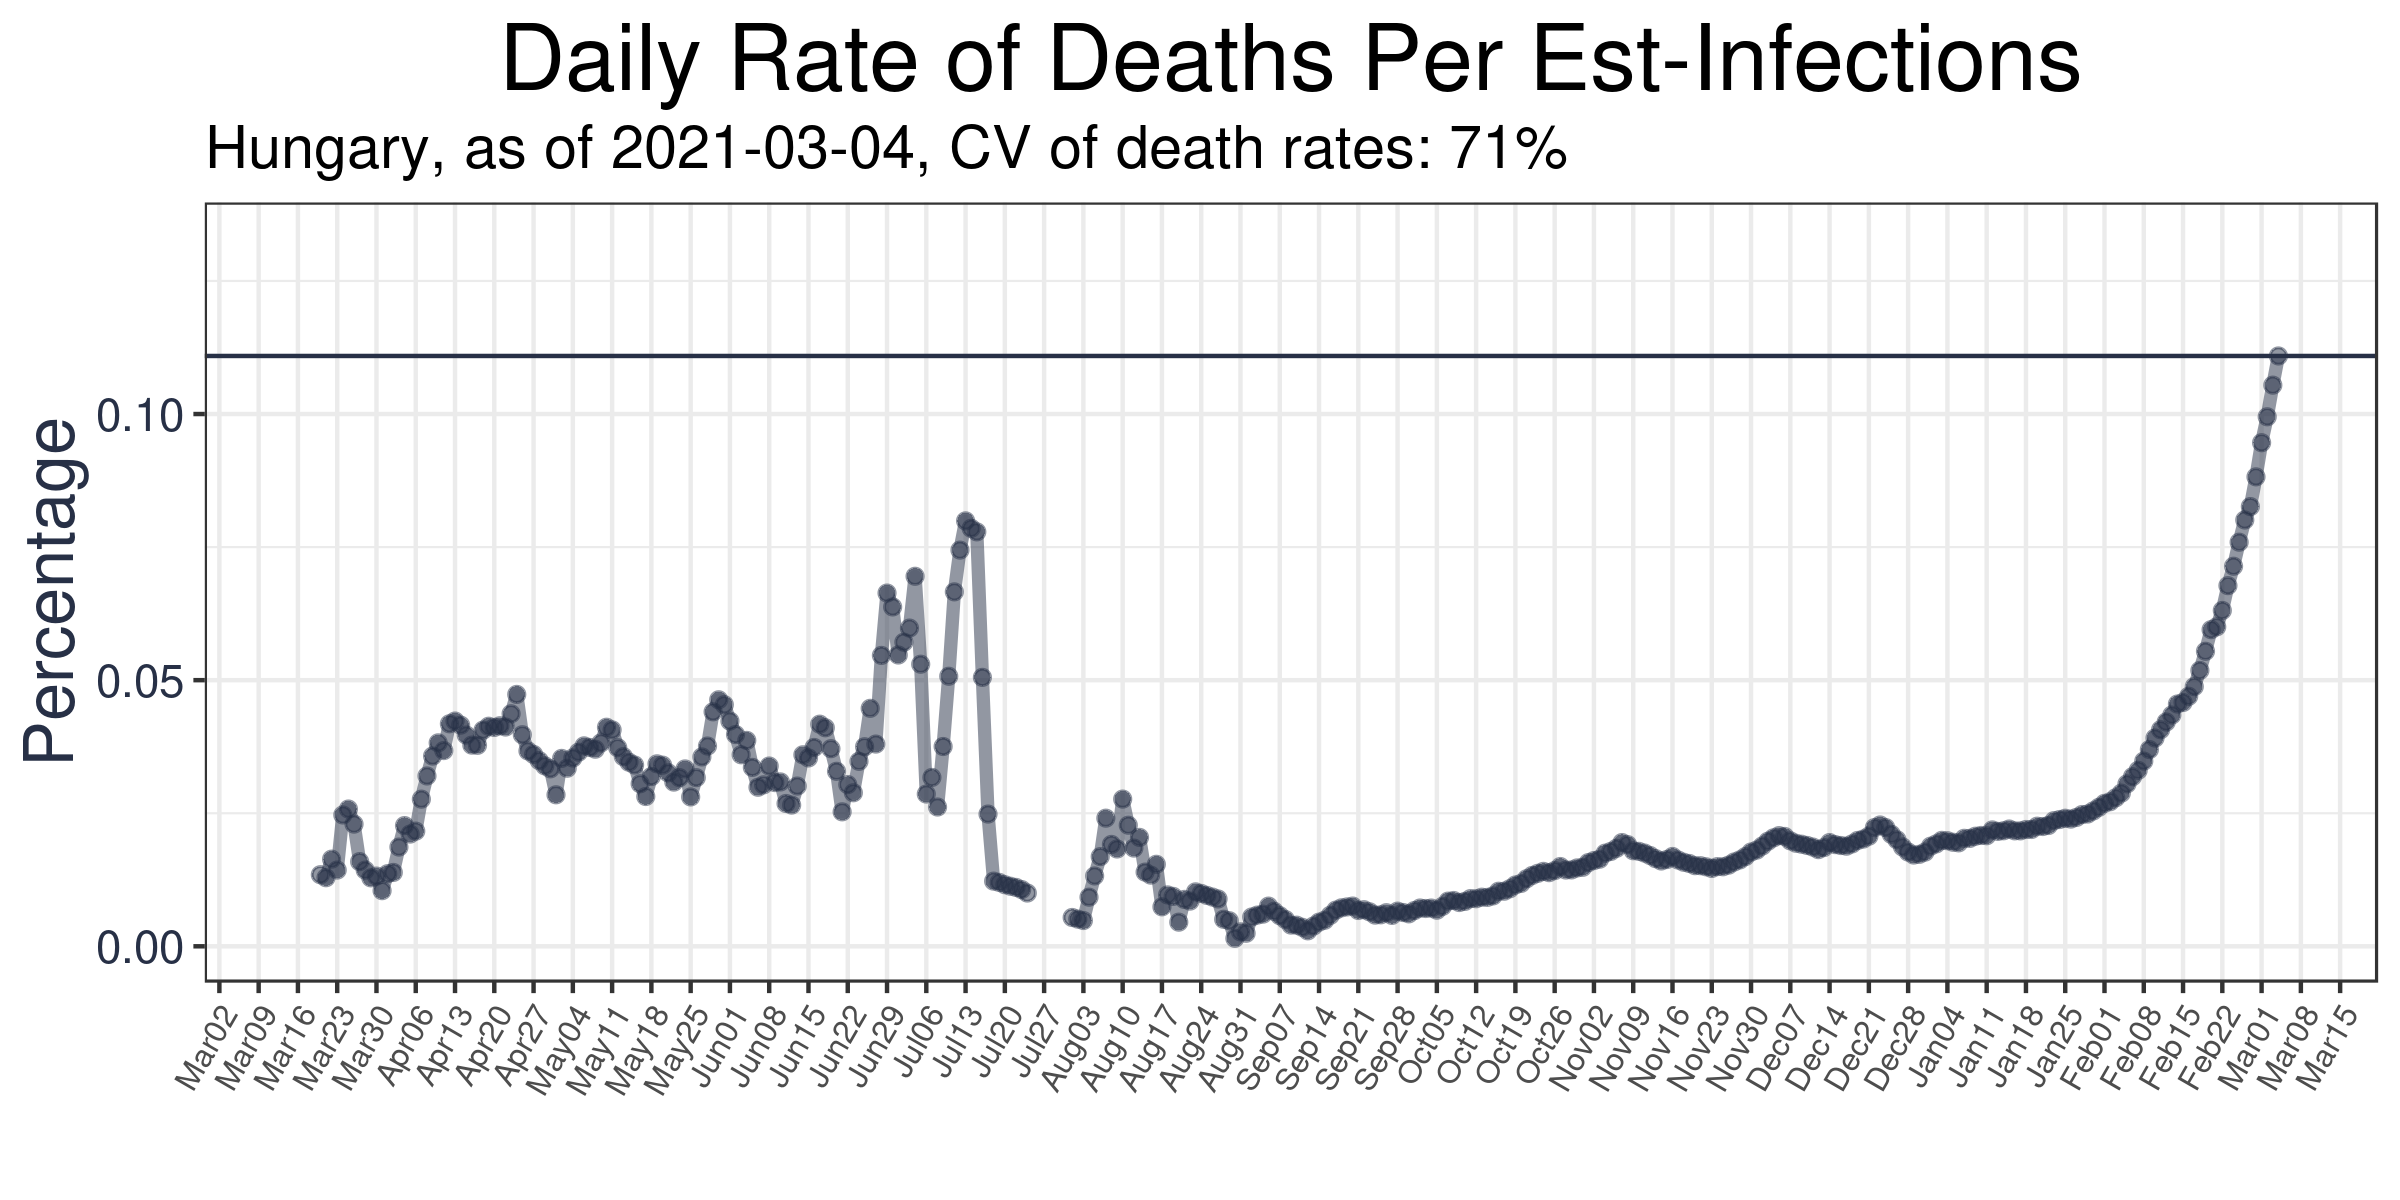 Daily Rate of Deaths Per Est-Infections
Hungary, as of 2021-03-04, CV of death rates: 71%
Percentage
0.10
0.05
0.00
Mar02
Mar09
Mar16
Mar23
Mar30
Apr06
Apr13
Apr20
Apr27
May04
May11
May18
May25
Jun01
Jun08
Jun15
Jun22
Jun29
Jul06
Jul13
Jul20
Jul27
Aug03
Aug10
Aug17
Aug24
Aug31
Sep07
Sep14
Sep21
Sep28
Oct05
Oct12
Oct19
Oct26
Nov02
Nov09
Nov16
Nov23
Nov30
Dec07
Dec14
Dec21
Dec28
Jan04
Jan11
Jan18
Jan25
Feb01
Feb08
Feb15
Feb22
Mar01
Mar08
Mar15